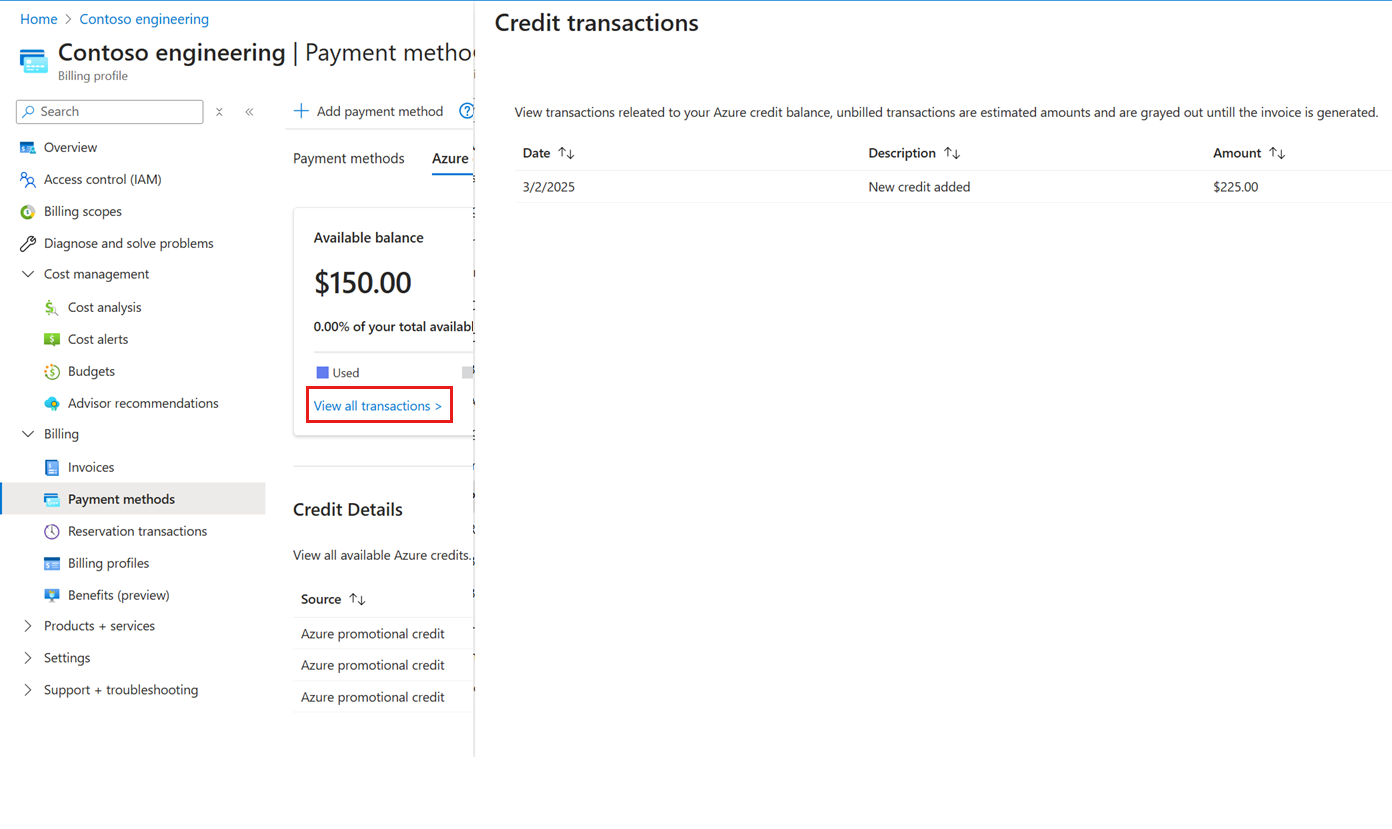 Home > Contoso engineering
Contoso engineering | Payment metho
Billing profile
Search
Overview
Access control (IAM)
Billing scopes
Diagnose and solve problems
Cost management
Cost analysis
Cost alerts
Budgets
Advisor recommendations
Billing
Invoices
Payment methods
Reservation transactions
Billing profiles
Benefits (preview)
Products + services
Settings
Support + troubleshooting
+ Add payment method
Payment methods Azure
Available balance
$150.00
0.00% of your total availabl
Used
View all transactions >
Credit Details
View all available Azure credits.
Source ↑↓
Azure promotional credit
Azure promotional credit
Azure promotional credit
Credit transactions
View transactions releated to your Azure credit balance, unbilled transactions are estimated amounts and are grayed out untill the invoice is generated.
Date ↑↓ Description ↑↓ Amount ↑↓
3/2/2025 New credit added $225.00